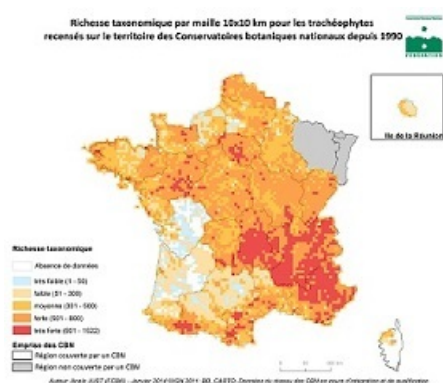 Richesse taxonomique par maille 10x10 km pour les trachéophytes
recensés sur le territoire des Conservatoires botaniques nationaux depuis 1990
Ile de la Réunion
Richesse taxonomique
Absence de données
très faible (1 - 50)
faible (51 - 300)
moyenne (301 - 500)
forte (501 - 800)
très forte (801 - 1522)
Emprise des CBN
Région couverte par un CBN
Région non couverte par un CBN